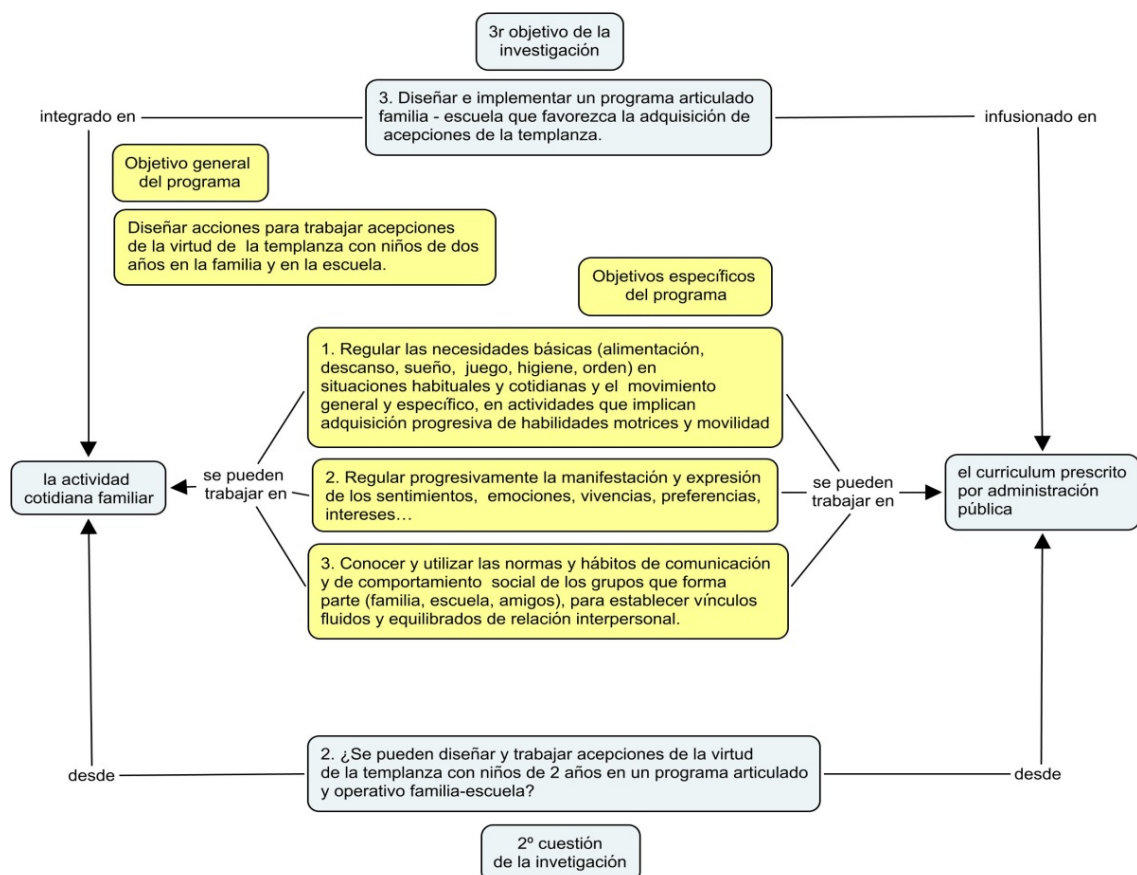 3r objetivo de la
investigación
3. Diseñar e implementar un programa articulado
familia - escuela que favorezca la adquisición de
acepciones de la templanza.
integrado en
infusionado en
Objetivo general
del programa
Diseñar acciones para trabajar acepciones
de la virtud de la templanza con niños de dos
años en la familia y en la escuela.
Objetivos específicos
del programa
1. Regular las necesidades básicas (alimentación,
descanso, sueño, juego, higiene, orden) en
situaciones habituales y cotidianas y el movimiento
general y específico, en actividades que implican
adquisición progresiva de habilidades motrices y movilidad
la actividad
cotidiana familiar
se pueden
trabajar en
2. Regular progresivamente la manifestación y expresión
de los sentimientos, emociones, vivencias, preferencias,
intereses…
se pueden
trabajar en
el curriculum prescrito
por administración
pública
3. Conocer y utilizar las normas y hábitos de comunicación
y de comportamiento social de los grupos que forma
parte (familia, escuela, amigos), para establecer vínculos
fluidos y equilibrados de relación interpersonal.
desde
2. ¿Se pueden diseñar y trabajar acepciones de la virtud
de la templanza con niños de 2 años en un programa articulado
y operativo familia-escuela?
desde
2º cuestión
de la invetigación